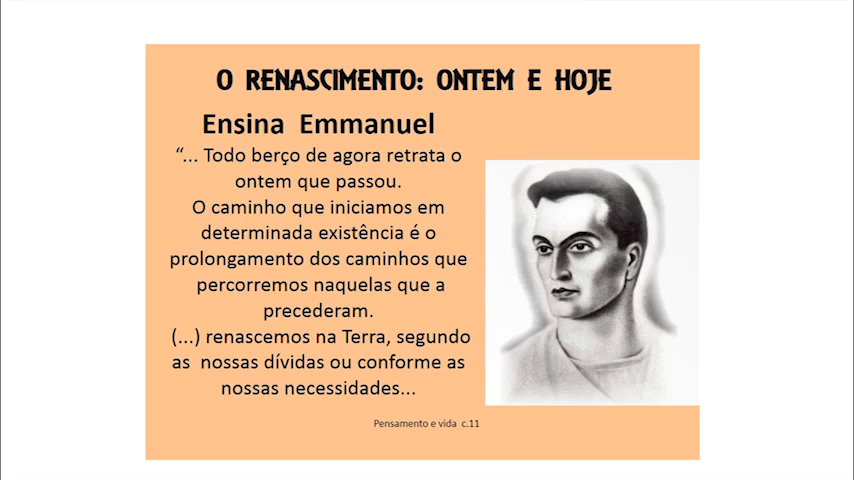 O RENASCIMENTO: ONTEM E HOJE
Ensina Emmanuel
“... Todo berço de agora retrata o
ontem que passou.
O caminho que iniciamos em
determinada existência é o
prolongamento dos caminhos que
percorremos naquelas que a
precederam.
(...) renascemos na Terra, segundo
as nossas dívidas ou conforme as
nossas necessidades...
Pensamento e vida c.11